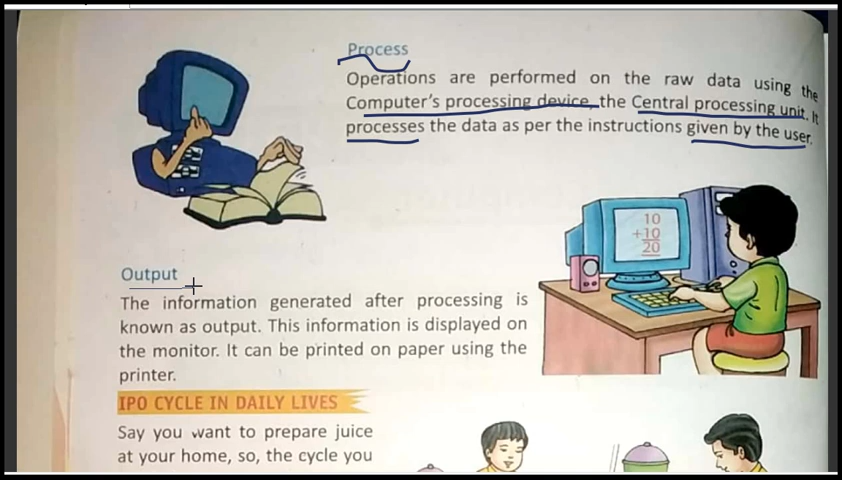 Process
Operations are performed on the raw data using the
Computer's processing device, the Central processing unit. It
processes the data as per the instructions given by the user.
10
+10
20
Output
The information generated after processing is
known as output. This information is displayed on
the monitor. It can be printed on paper using the
printer.
IPO CYCLE IN DAILY LIVES
Say you want to prepare juice
at your home, so, the cycle you